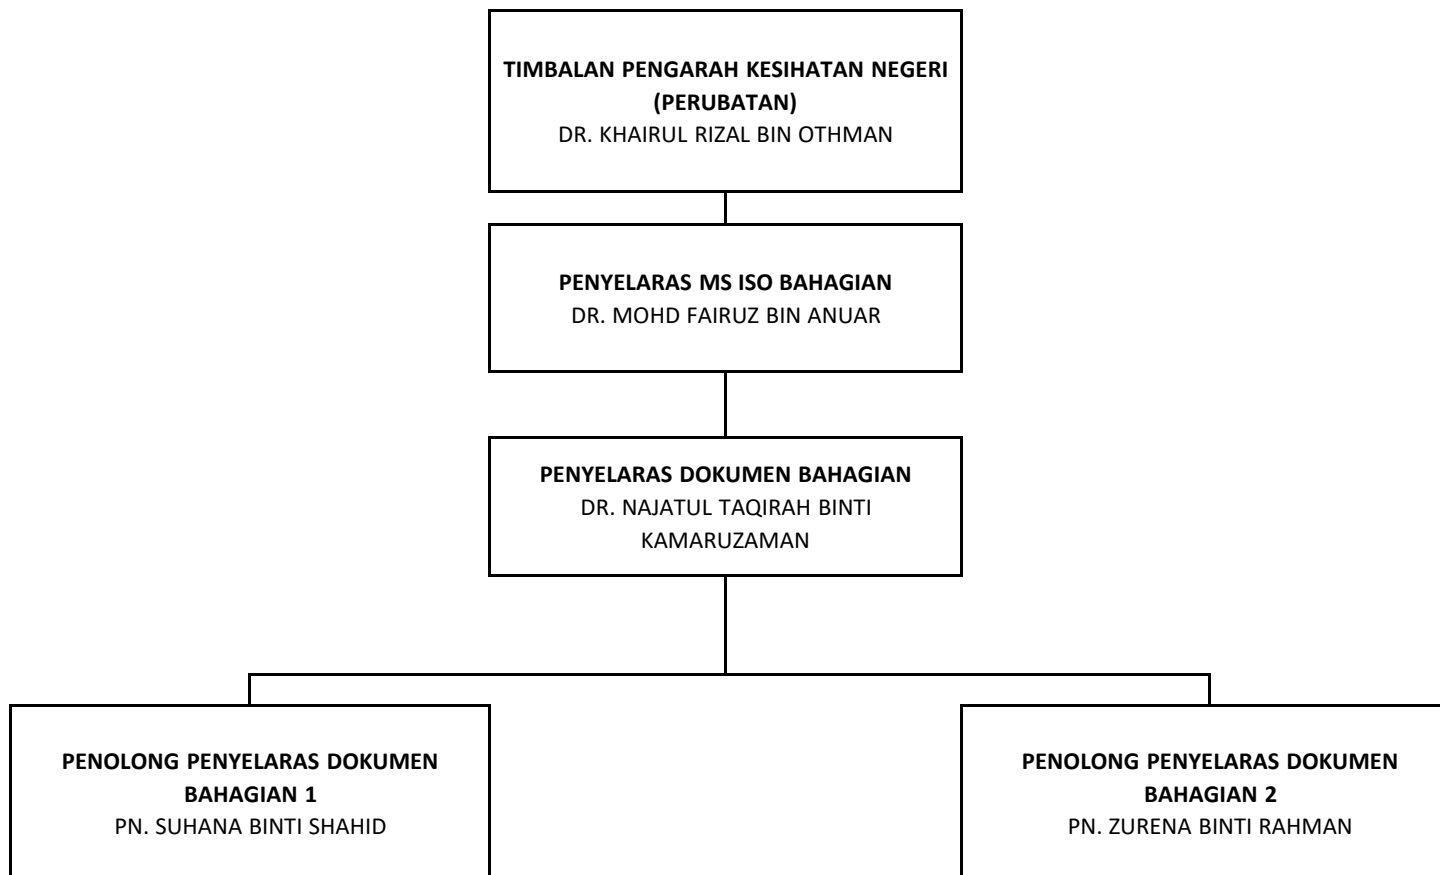 TIMBALAN PENGARAH KESIHATAN NEGERI
(PERUBATAN)
DR. KHAIRUL RIZAL BIN OTHMAN
PENYELARAS MS ISO BAHAGIAN
DR. MOHD FAIRUZ BIN ANUAR
PENYELARAS DOKUMEN BAHAGIAN
DR. NAJATUL TAQIRAH BINTI
KAMARUZAMAN
PENOLONG PENYELARAS DOKUMEN
BAHAGIAN 1
PN. SUHANA BINTI SHAHID
PENOLONG PENYELARAS DOKUMEN
BAHAGIAN 2
PN. ZURENA BINTI RAHMAN